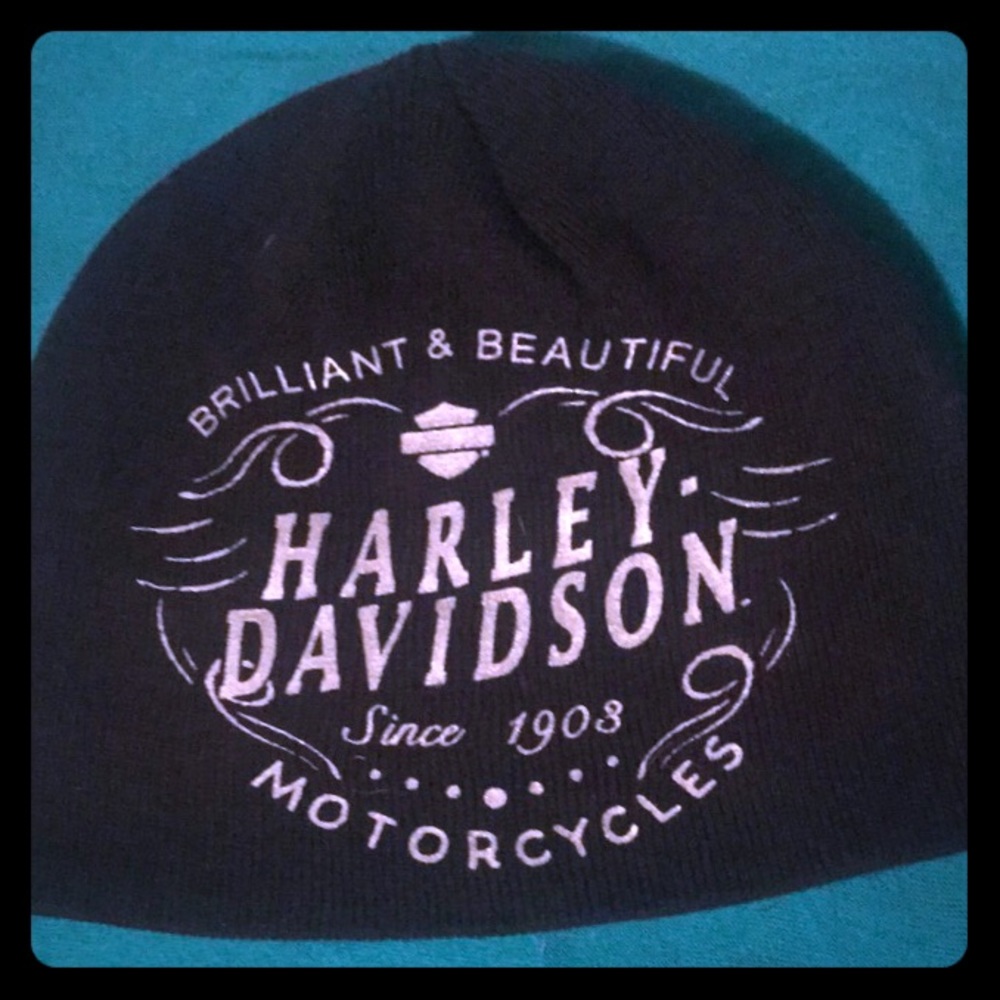 BRILLIANT & BEAUTIFUL
HARLEY-
DAVIDSON
Since 1903
MOTORCYCLES